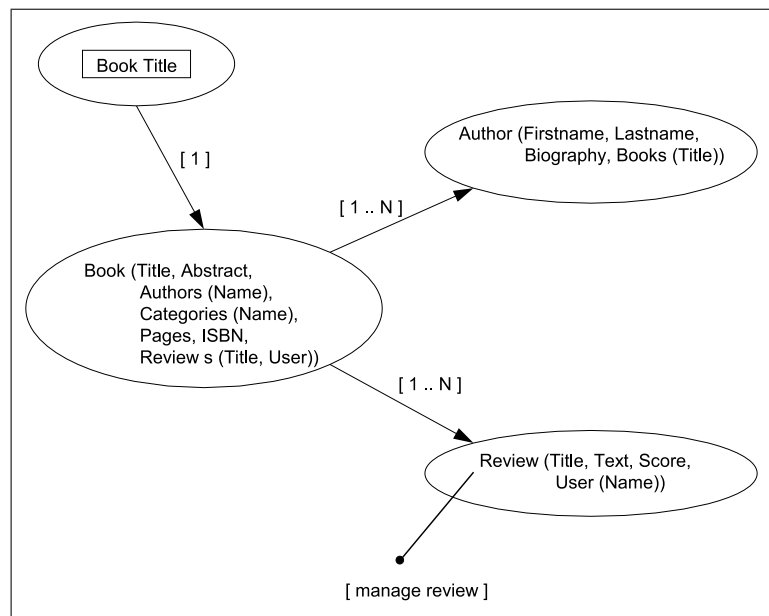 Book Title
[ 1 ]
Author (Firstname, Lastname,
Biography, Books (Title))
[ 1 .. N ]
Book (Title, Abstract,
Authors (Name),
Categories (Name),
Pages, ISBN,
Review s (Title, User))
[ 1 .. N ]
Review (Title, Text, Score,
User (Name))
[ manage review ]